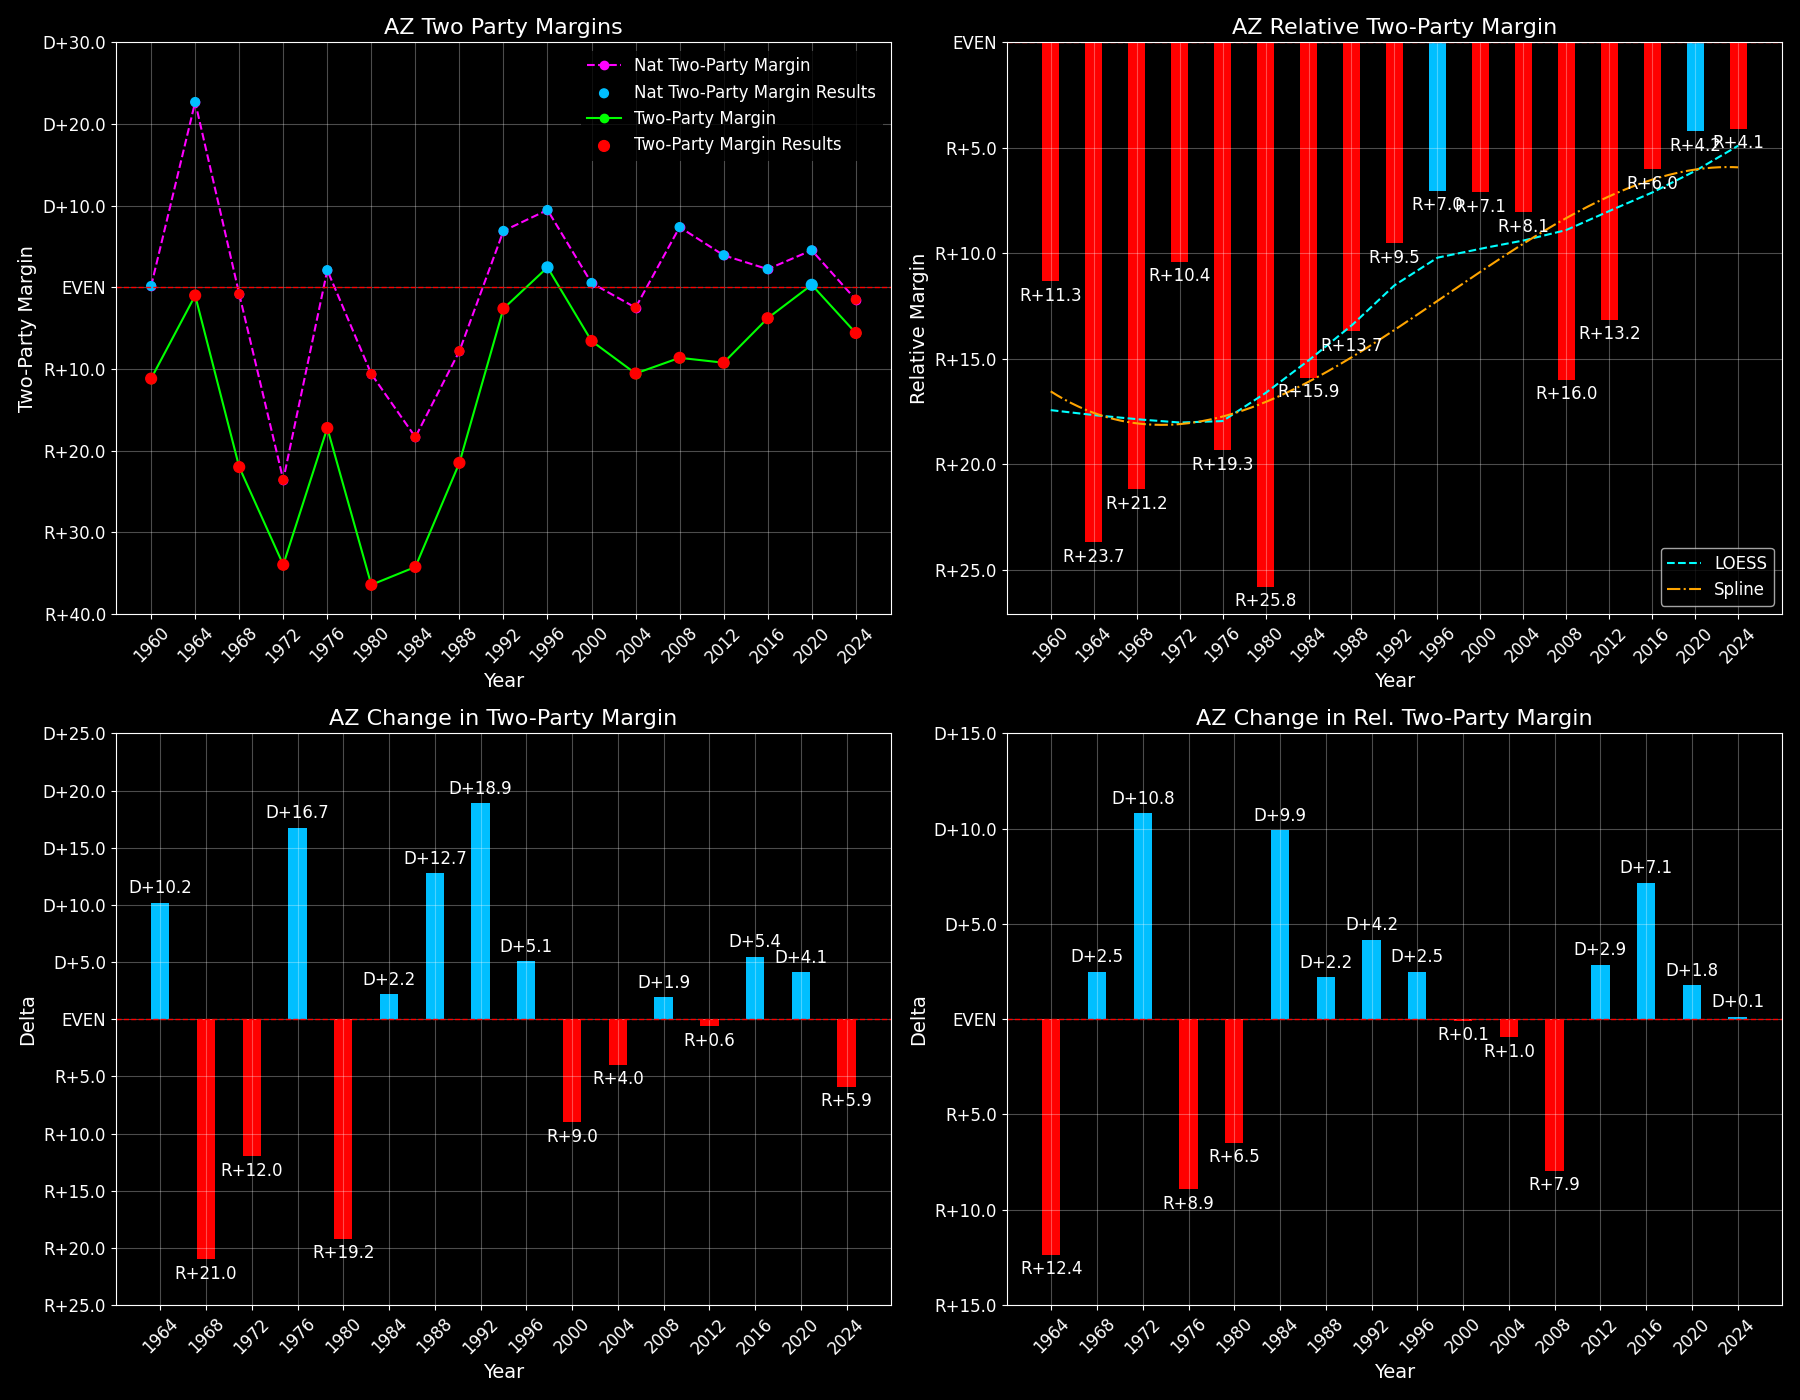 AZ Two Party Margins
D+30.0
D+20.0
D+10.0
EVEN
R+10.0
R+20.0
R+30.0
R+40.0
Two-Party Margin
Nat Two-Party Margin
Nat Two-Party Margin Results
Two-Party Margin
Two-Party Margin Results
1960 1964 1968 1972 1976 1980 1984 1988 1992 1996 2000 2004 2008 2012 2016 2020 2024
Year
AZ Relative Two-Party Margin
EVEN
R+5.0
R+10.0
R+15.0
R+20.0
R+25.0
Relative Margin
R+11.3
R+23.7
R+21.2
R+10.4
R+19.3
R+25.8
R+15.9
R+13.7
R+9.5
R+7.0
R+7.1
R+8.1
R+16.0
R+13.2
R+6.0
R+4.2
R+4.1
LOESS
Spline
1960 1964 1968 1972 1976 1980 1984 1988 1992 1996 2000 2004 2008 2012 2016 2020 2024
Year
AZ Change in Two-Party Margin
D+25.0
D+20.0
D+15.0
D+10.0
D+5.0
EVEN
R+5.0
R+10.0
R+15.0
R+20.0
R+25.0
Delta
D+10.2
R+21.0
R+12.0
D+16.7
R+19.2
D+2.2
D+12.7
D+18.9
D+5.1
R+9.0
R+4.0
D+1.9
R+0.6
D+5.4
D+4.1
R+5.9
1964 1968 1972 1976 1980 1984 1988 1992 1996 2000 2004 2008 2012 2016 2020 2024
Year
AZ Change in Rel. Two-Party Margin
D+15.0
D+10.0
D+5.0
EVEN
R+5.0
R+10.0
R+15.0
Delta
R+12.4
D+2.5
D+10.8
R+8.9
R+6.5
D+9.9
D+2.2
D+4.2
D+2.5
R+0.1
R+1.0
R+7.9
D+2.9
D+7.1
D+1.8
D+0.1
1964 1968 1972 1976 1980 1984 1988 1992 1996 2000 2004 2008 2012 2016 2020 2024
Year